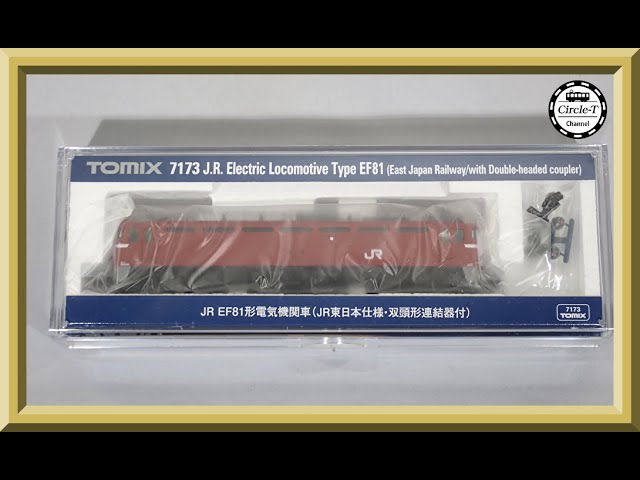 Circle-T
Channel
TOMIX 7173 J.R. Electric Locomotive Type EF81 (East Japan Railway/with Double-headed coupler)
JR
JR EF81形電気機関車(JR東日本仕様・双頭形連結器付)
7173
TOMIX